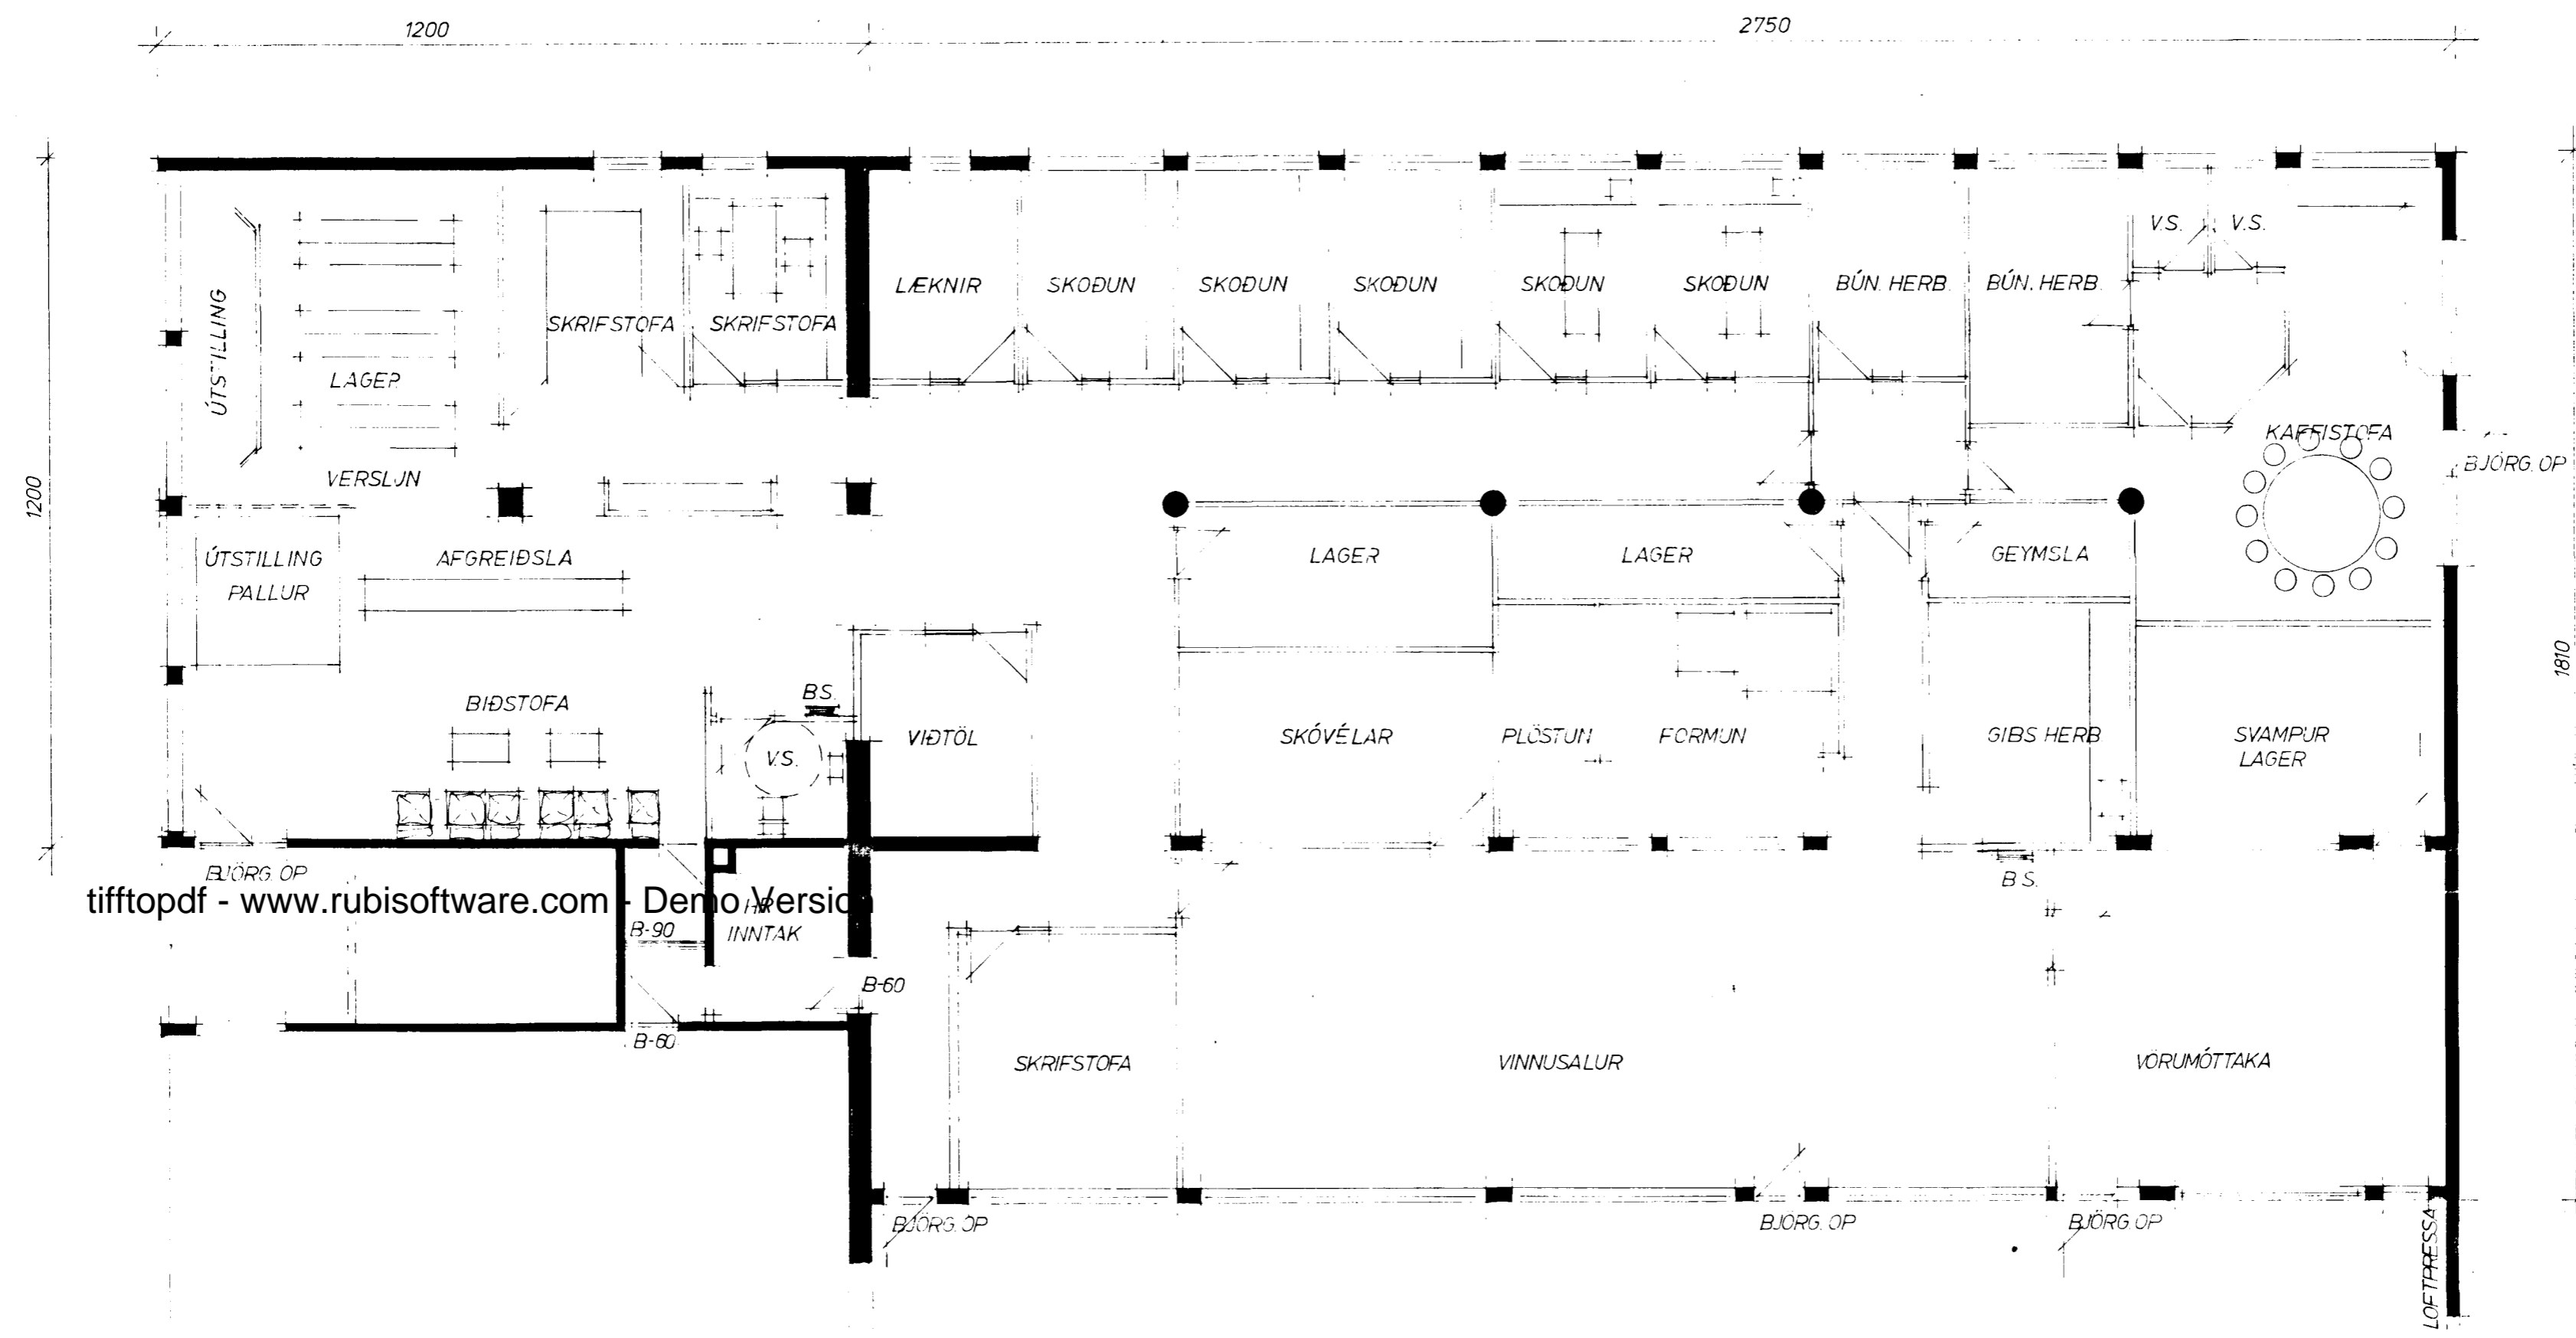 1200
2750
V.S.
V.S.
LÆKNIR
SKOÐUN
SKOÐUN
SKOÐUN
SKOÐUN
SKOÐUN
BÚN. HERB.
BÚN. HERB.
ÚTSTILLING
SKRIFSTOFA
SKRIFSTOFA
LAGER
KAFFISTOFA
BJÖRG. OP
VERSLUN
1200
ÚTSTILLING
PALLUR
AFGREIÐSLA
LAGER
LAGER
GEYMSLA
1810
BIÐSTOFA
BS.
V.S.
VIÐTÖL
SKÓVÉLAR
PLÖSTUN
FORMUN
GIBS HERB
SVAMPUR
LAGER
BJÖRG. OP
B.S.
tifftopdf - www.rubisoftware.com - Demo Version
B-90
INNTAK
B-60
B-60
SKRIFSTOFA
VINNUSALUR
VÖRUMÓTTAKA
BJÖRG. OP
BJÖRG. OP
BJÖRG. OP
LOFTPRESSA